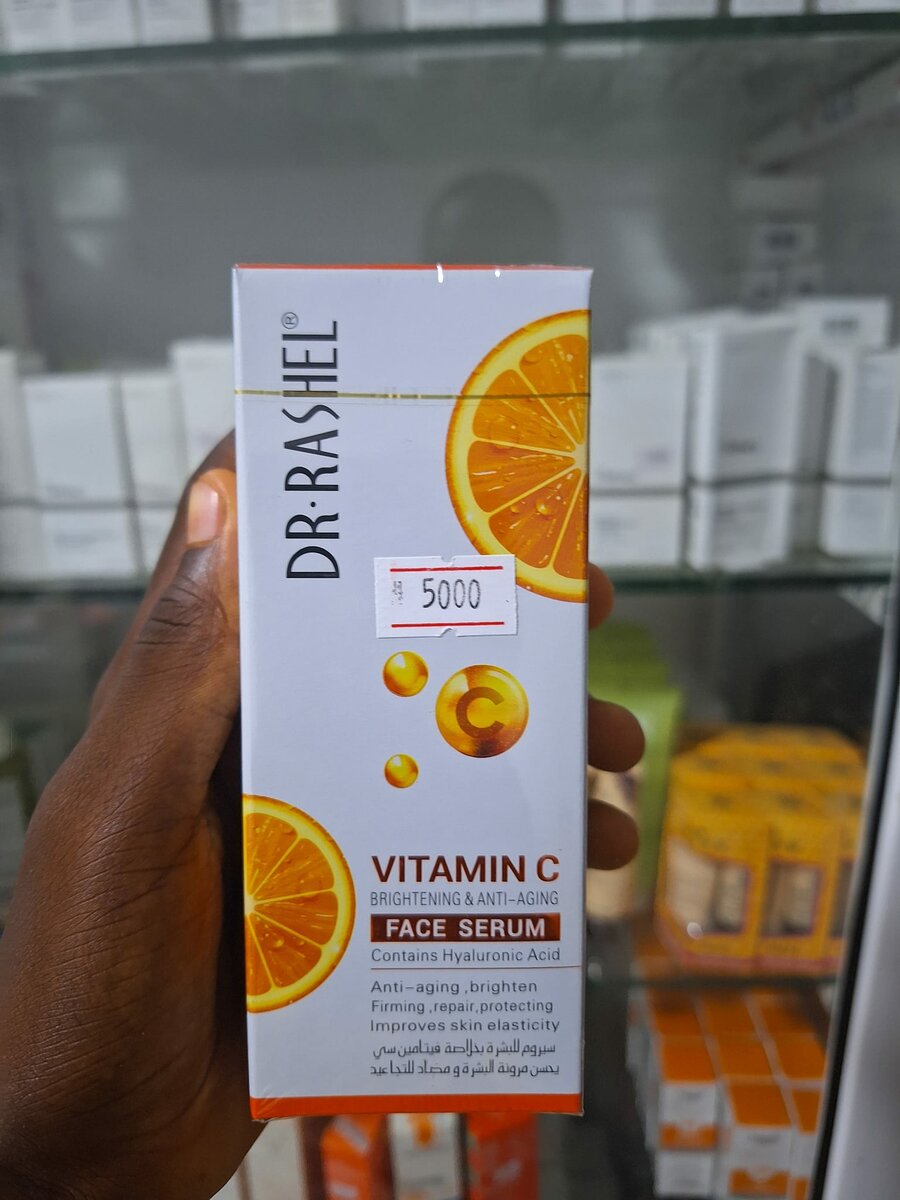 DR·RASHEL®
5000
C
VITAMIN C
BRIGHTENING & ANTI-AGING
FACE SERUM
Contains Hyaluronic Acid
Anti-aging ,brighten
Firming ,repair,protecting
Improves skin elasticity
سيروم للبشرة بخلاصة فيتامين سي
يحسن مرونة البشرة و مضاد للتجاعيد